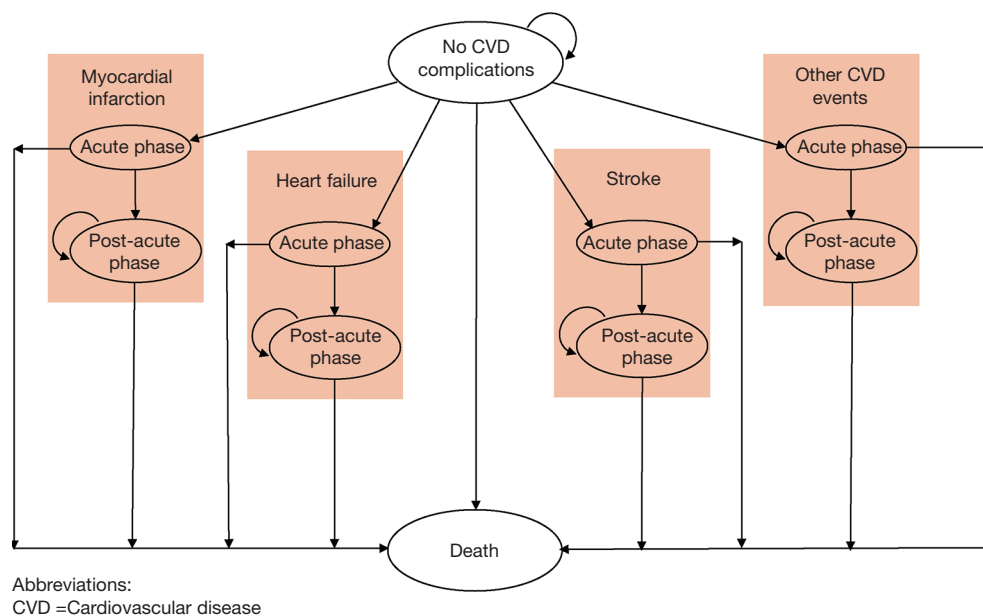 No CVD
complications
Myocardial
infarction
Acute phase
Post-acute
phase
Heart failure
Acute phase
Post-acute
phase
Stroke
Acute phase
Post-acute
phase
Other CVD
events
Acute phase
Post-acute
phase
Death
Abbreviations:
CVD =Cardiovascular disease